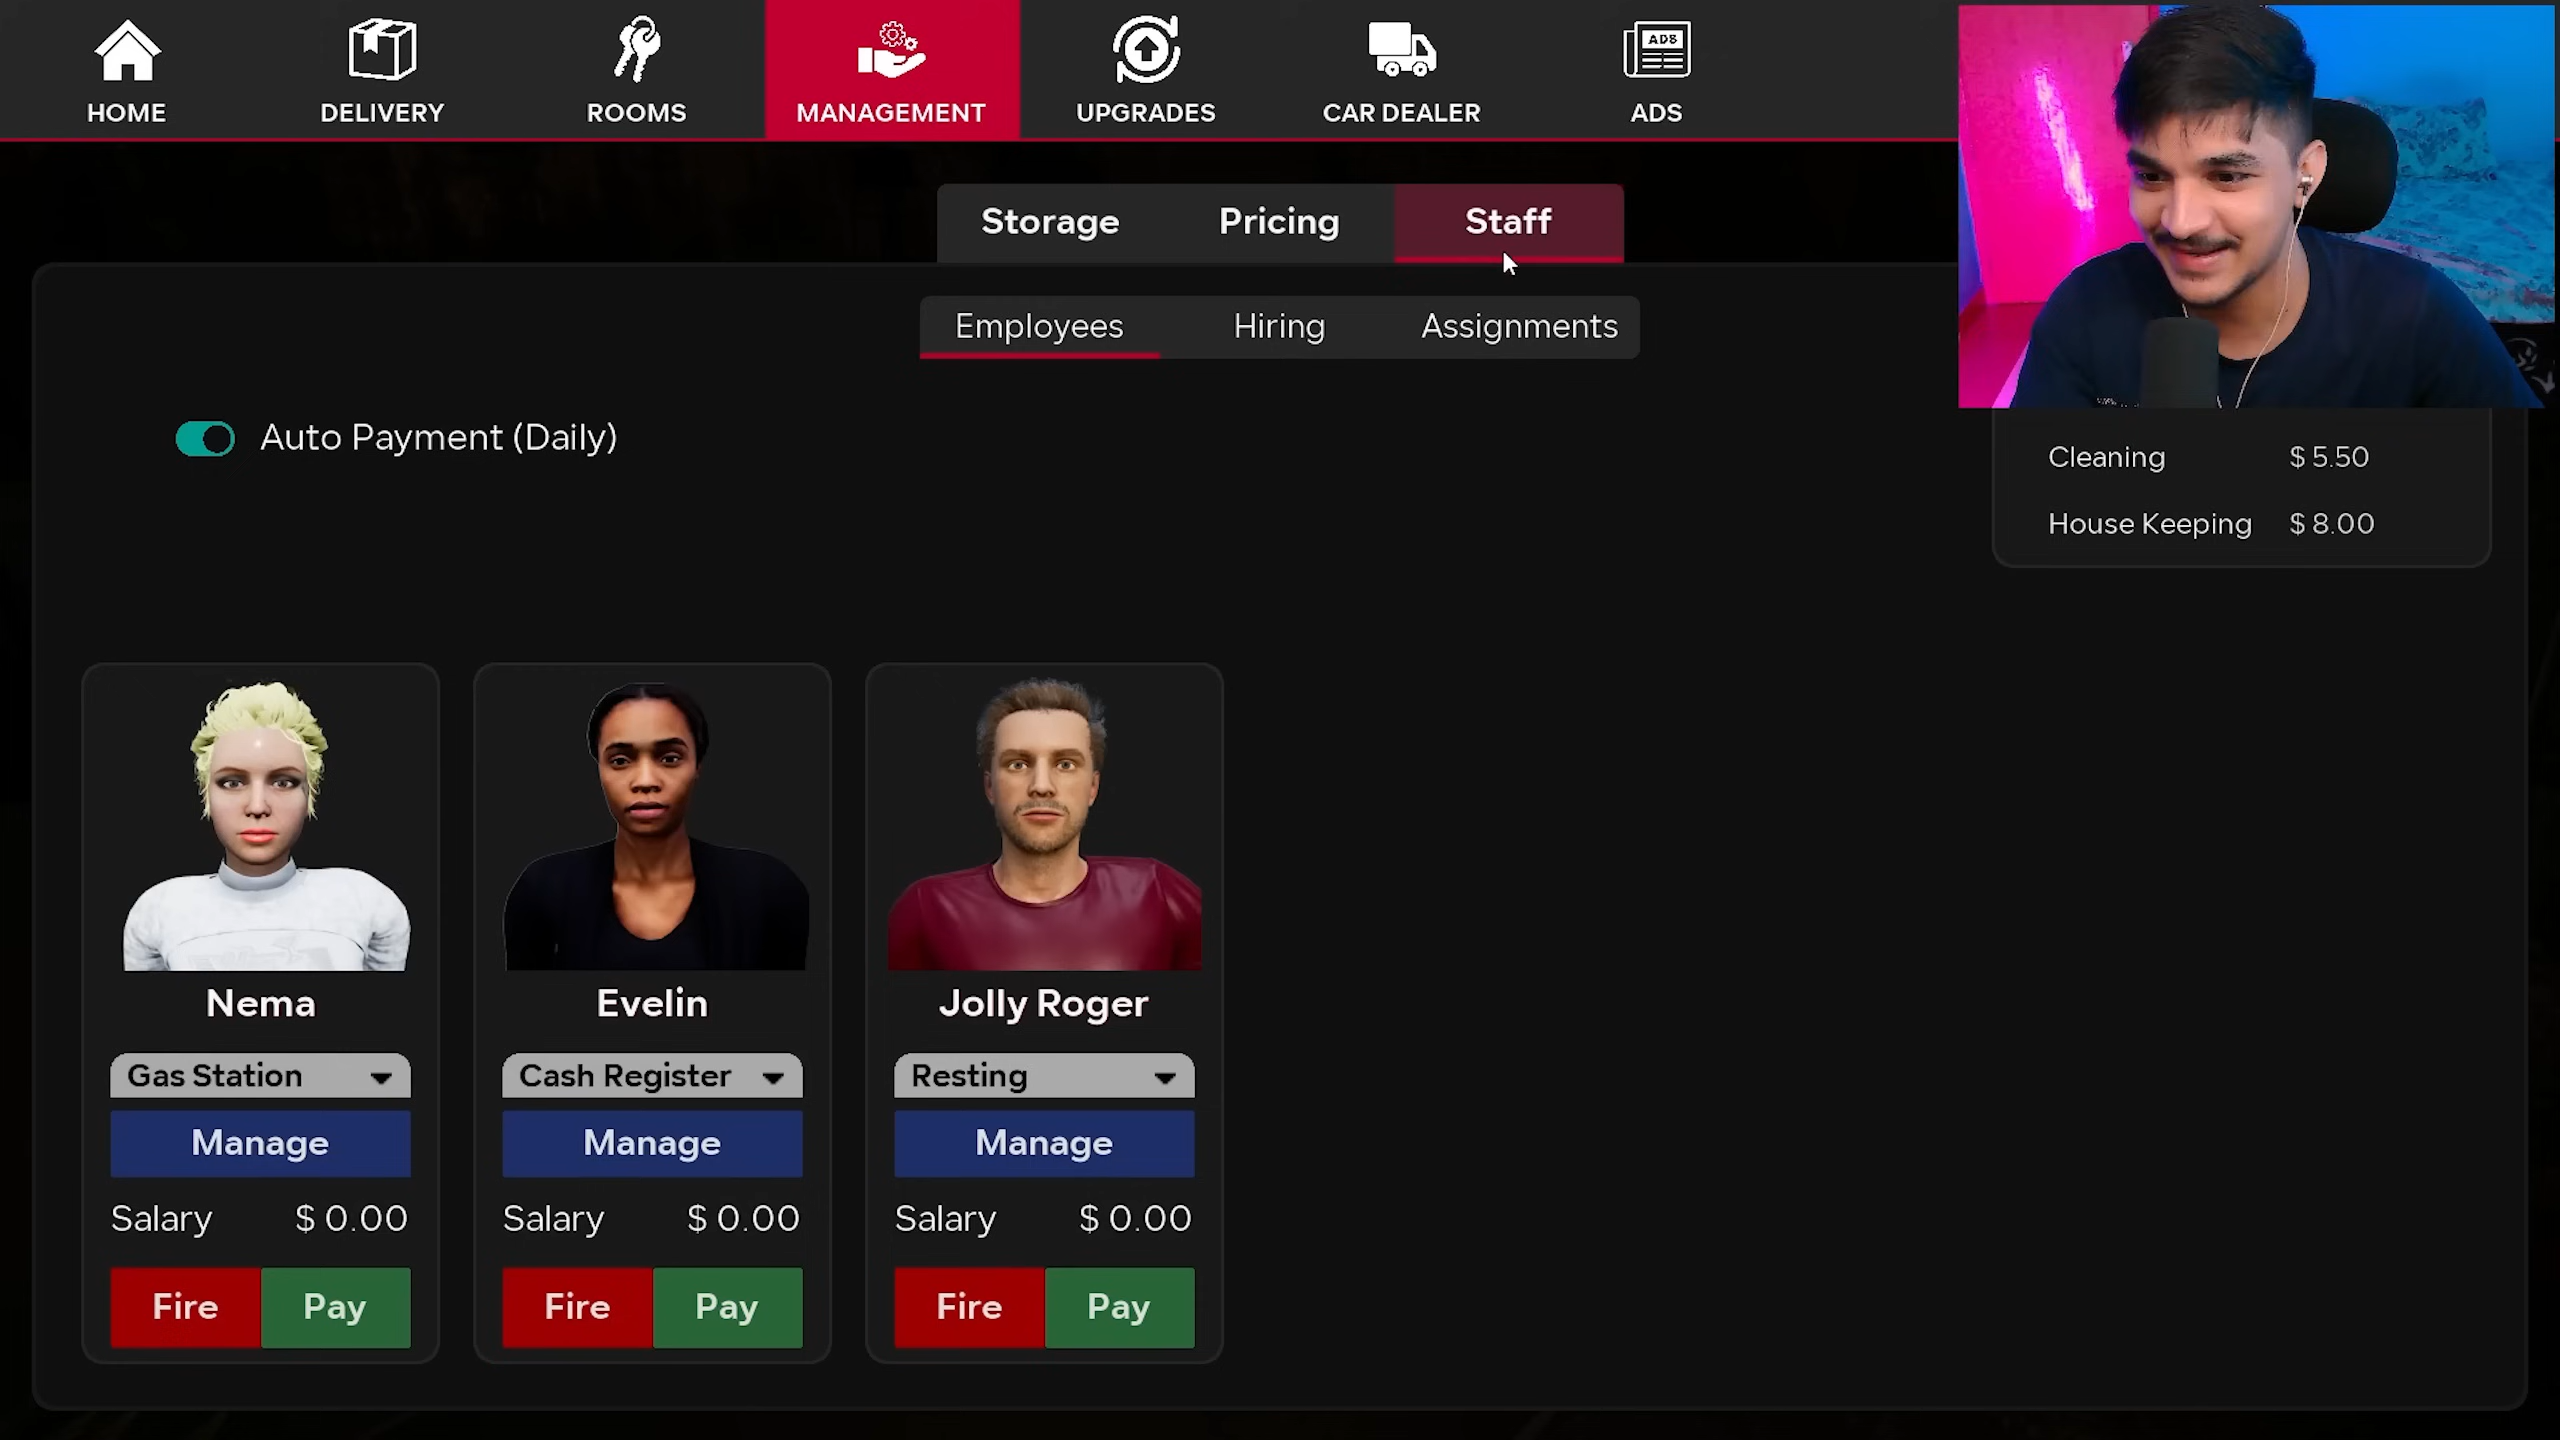 HOME
DELIVERY
ROOMS
MANAGEMENT
UPGRADES
CAR DEALER
ADS
ADS
Storage
Pricing
Staff
Employees
Hiring
Assignments
Auto Payment (Daily)
Cleaning $ 5.50
House Keeping $ 8.00
Nema
Gas Station
Manage
Salary $ 0.00
Fire Pay
Evelin
Cash Register
Manage
Salary $ 0.00
Fire Pay
Jolly Roger
Resting
Manage
Salary $ 0.00
Fire Pay